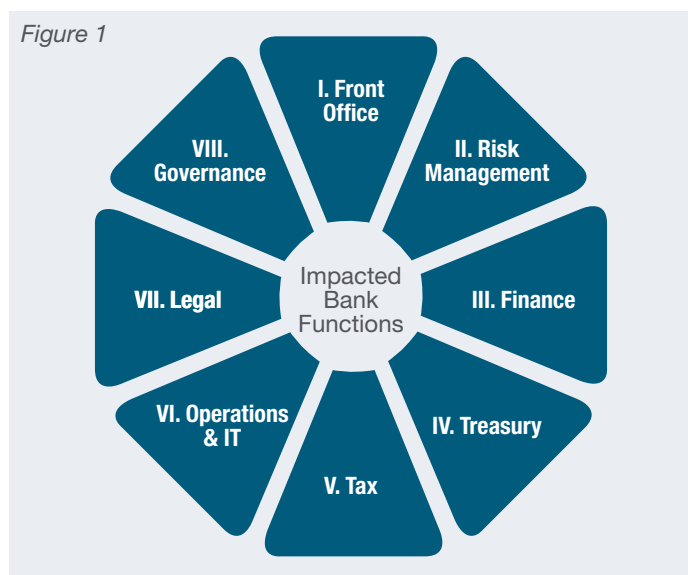 Figure 1
I. Front
Office
II. Risk
Management
III. Finance
IV. Treasury
V. Tax
VI. Operations
& IT
VII. Legal
VIII.
Governance
Impacted
Bank
Functions